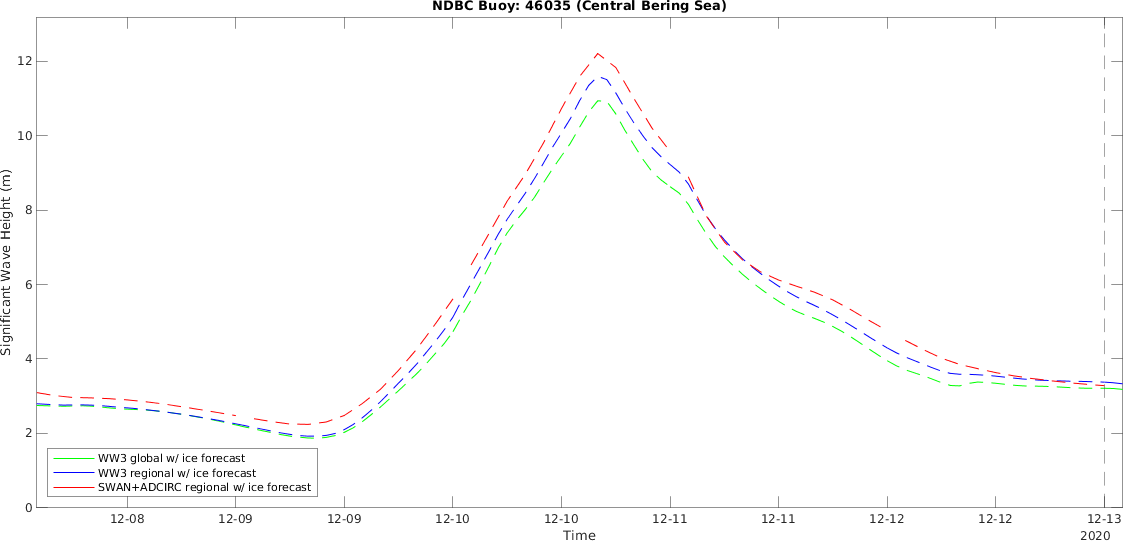 NDBC Buoy: 46035 (Central Bering Sea)
Significant Wave Height (m)
12
10
8
6
4
2
0
WW3 global w/ ice forecast
WW3 regional w/ ice forecast
SWAN+ADCIRC regional w/ ice forecast
12-08 12-09 12-09 12-10 12-10 12-11 12-11 12-12 12-12 12-13
Time
2020